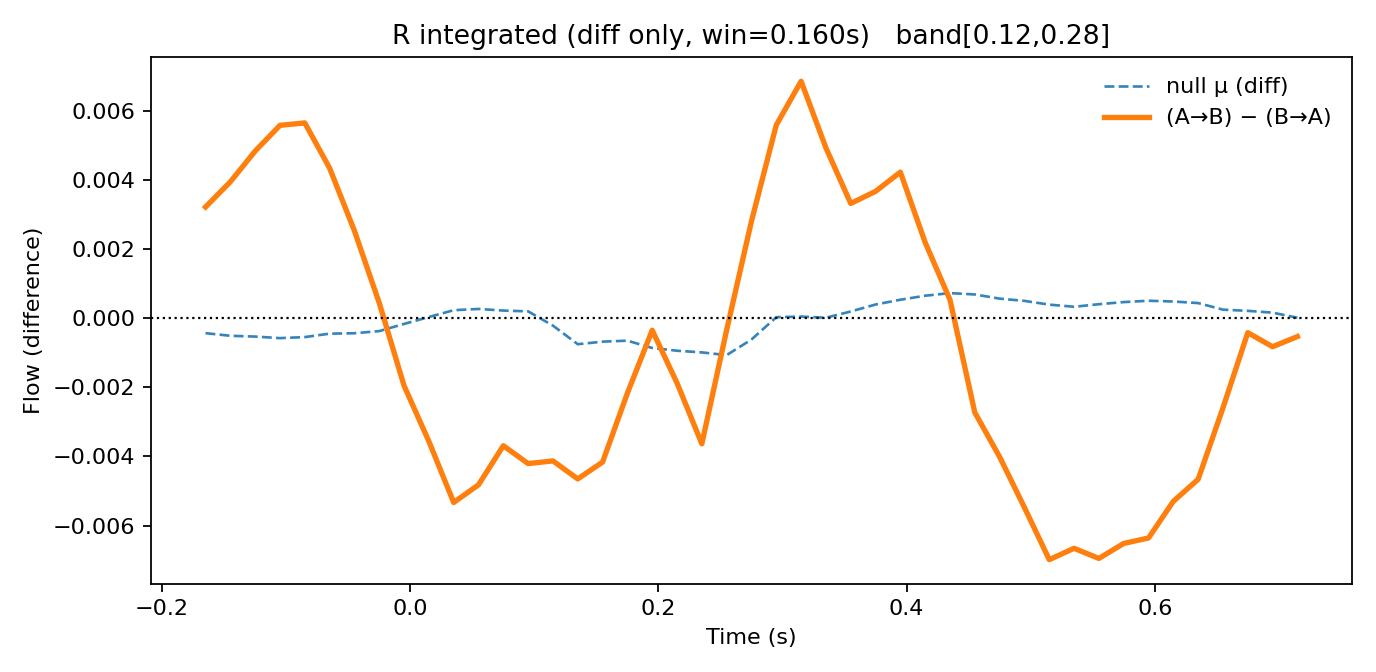 R integrated (diff only, win=0.160s)   band[0.12,0.28]
null μ (diff)
(A→B) − (B→A)
Flow (difference)
0.006
0.004
0.002
0.000
−0.002
−0.004
−0.006
−0.2
0.0
0.2
0.4
0.6
Time (s)